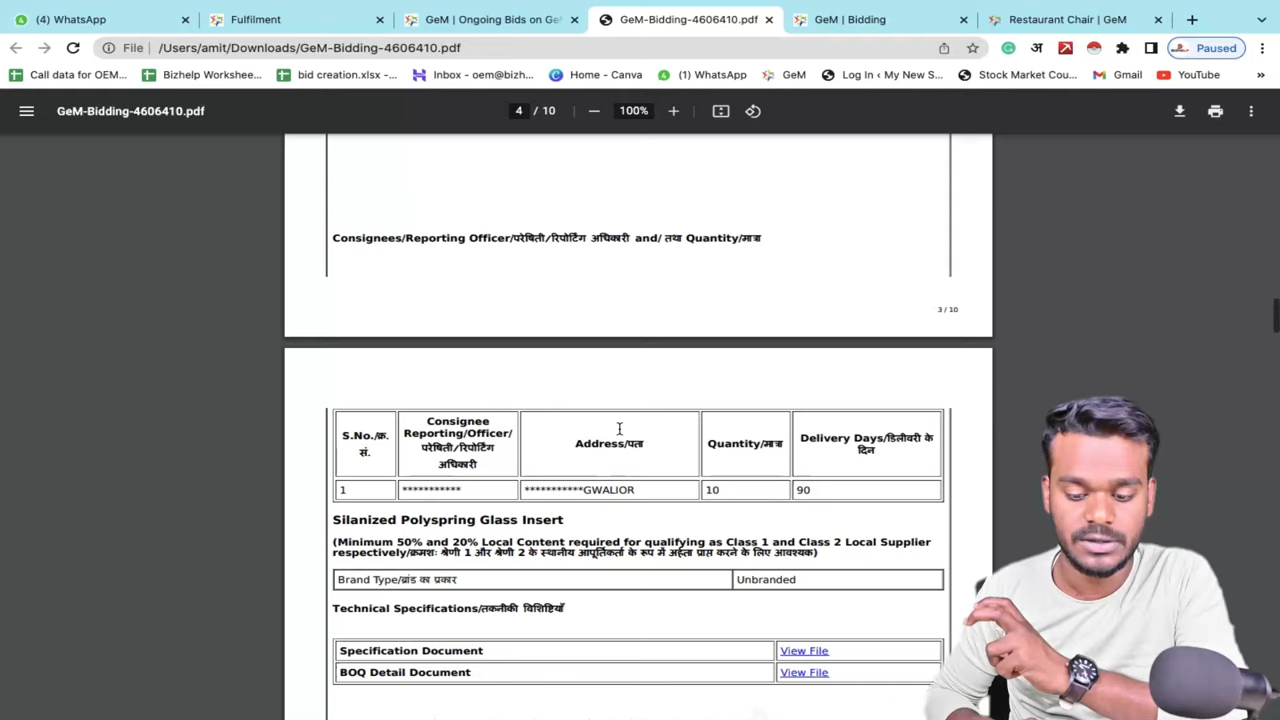 (4) WhatsApp
Fulfilment
GeM | Ongoing Bids on Ge
GeM-Bidding-4606410.pdf
GeM | Bidding
Restaurant Chair | GeM
File | /Users/amit/Downloads/GeM-Bidding-4606410.pdf
अ
Paused
Call data for OEM...
Bizhelp Workshee...
bid creation.xlsx -...
Inbox - oem@bizh...
Home - Canva
(1) WhatsApp
GeM
Log In ‹ My New S...
Stock Market Cou...
Gmail
YouTube
»
GeM-Bidding-4606410.pdf
4 / 10
100%
Consignees/Reporting Officer/परेषिती/रिपोर्टिंग अधिकारी and/ तथा Quantity/मात्रा
3 / 10
S.No./क्र. सं.
Consignee Reporting/Officer/ परेषिती/रिपोर्टिंग अधिकारी
Address/पता
Quantity/मात्रा
Delivery Days/डिलीवरी के दिन
1
***********
***********GWALIOR
10
90
Silanized Polyspring Glass Insert
(Minimum 50% and 20% Local Content required for qualifying as Class 1 and Class 2 Local Supplier
respectively/क्रमशः श्रेणी 1 और श्रेणी 2 के स्थानीय आपूर्तिकर्ता के रूप में अर्हता प्राप्त करने के लिए आवश्यक)
Brand Type/ब्रांड का प्रकार
Unbranded
Technical Specifications/तकनीकी विशिष्टियाँ
Specification Document
View File
BOQ Detail Document
View File